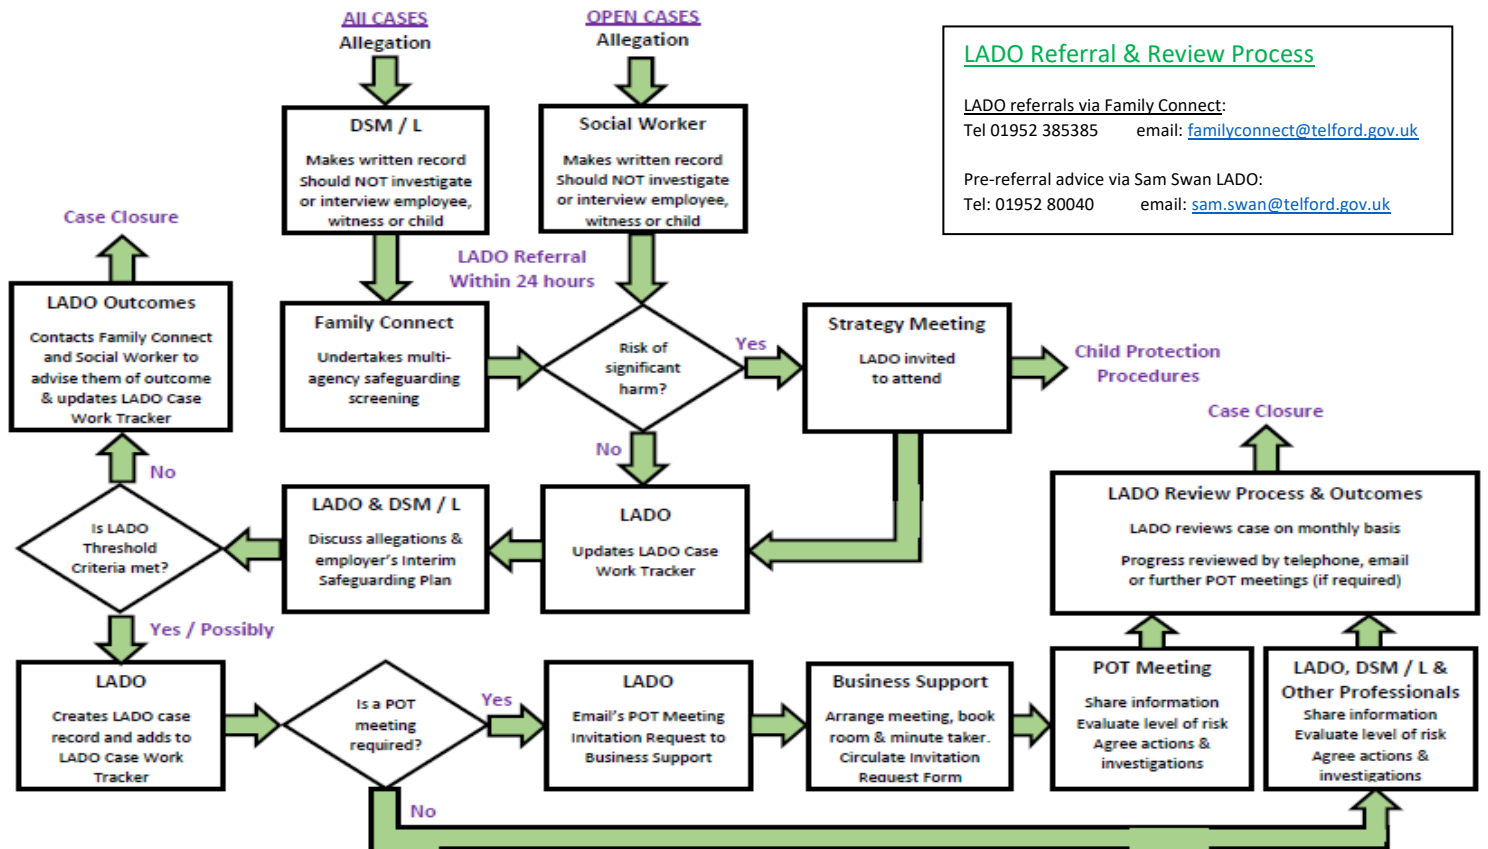 All CASES
Allegation
OPEN CASES
Allegation
LADO Referral & Review Process
LADO referrals via Family Connect:
Tel 01952 385385 email: familyconnect@telford.gov.uk
Pre-referral advice via Sam Swan LADO:
Tel: 01952 80040 email: sam.swan@telford.gov.uk
DSM / L
Makes written record
Should NOT investigate
or interview employee,
witness or child
Social Worker
Makes written record
Should NOT investigate
or interview employee,
witness or child
LADO Referral
Within 24 hours
Case Closure
LADO Outcomes
Contacts Family Connect
and Social Worker to
advise them of outcome
& updates LADO Case
Work Tracker
Family Connect
Undertakes multi-
agency safeguarding
screening
Risk of
significant
harm?
Yes
Strategy Meeting
LADO invited
to attend
Child Protection
Procedures
No
No
Is LADO
Threshold
Criteria met?
LADO & DSM / L
Discuss allegations &
employer's Interim
Safeguarding Plan
LADO
Updates LADO Case
Work Tracker
Case Closure
LADO Review Process & Outcomes
LADO reviews case on monthly basis
Progress reviewed by telephone, email
or further POT meetings (if required)
Yes / Possibly
LADO
Creates LADO case
record and adds to
LADO Case Work
Tracker
Is a POT
meeting
required?
Yes
LADO
Email's POT Meeting
Invitation Request to
Business Support
Business Support
Arrange meeting, book
room & minute taker.
Circulate Invitation
Request Form
POT Meeting
Share information
Evaluate level of risk
Agree actions &
investigations
LADO, DSM / L &
Other Professionals
Share information
Evaluate level of risk
Agree actions &
investigations
No